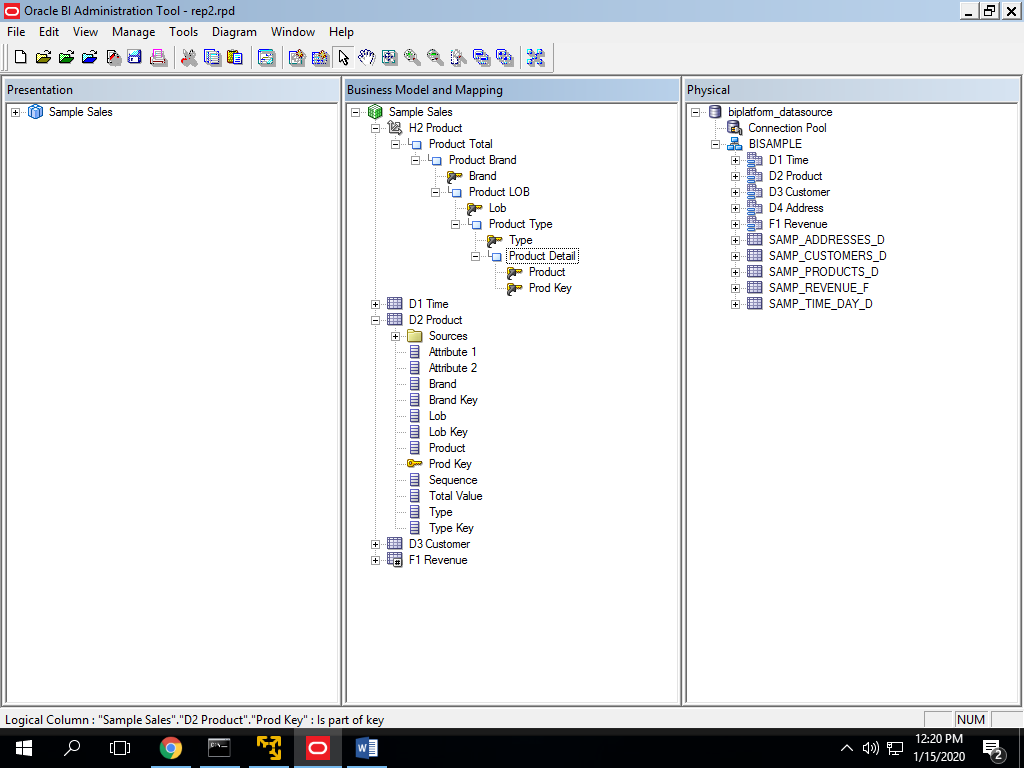 Oracle BI Administration Tool - rep2.rpd
File Edit View Manage Tools Diagram Window Help
Presentation
Sample Sales
Business Model and Mapping
Sample Sales
H2 Product
Product Total
Product Brand
Brand
Product LOB
Lob
Product Type
Type
Product Detail
Product
Prod Key
D1 Time
D2 Product
Sources
Attribute 1
Attribute 2
Brand
Brand Key
Lob
Lob Key
Product
Prod Key
Sequence
Total Value
Type
Type Key
D3 Customer
F1 Revenue
Physical
biplatform_datasource
Connection Pool
BISAMPLE
D1 Time
D2 Product
D3 Customer
D4 Address
F1 Revenue
SAMP_ADDRESSES_D
SAMP_CUSTOMERS_D
SAMP_PRODUCTS_D
SAMP_REVENUE_F
SAMP_TIME_DAY_D
Logical Column : "Sample Sales"."D2 Product"."Prod Key" : Is part of key
NUM
12:20 PM
1/15/2020
2